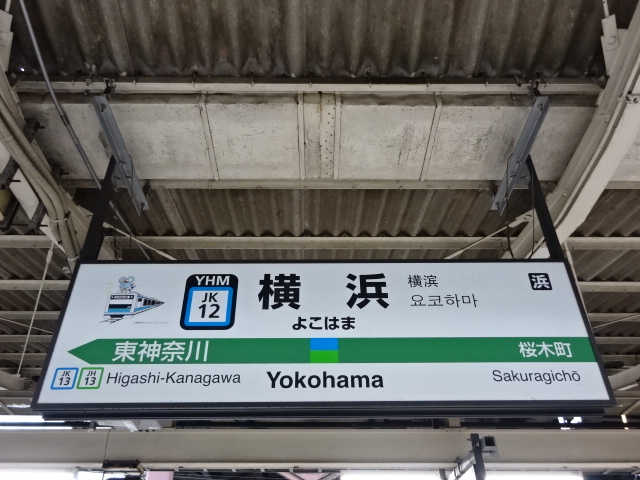 YHM
JK
12
横浜
横滨
요코하마
よこはま
浜
東神奈川
桜木町
JK
13
JH
13
Higashi-Kanagawa
Yokohama
Sakuragichō